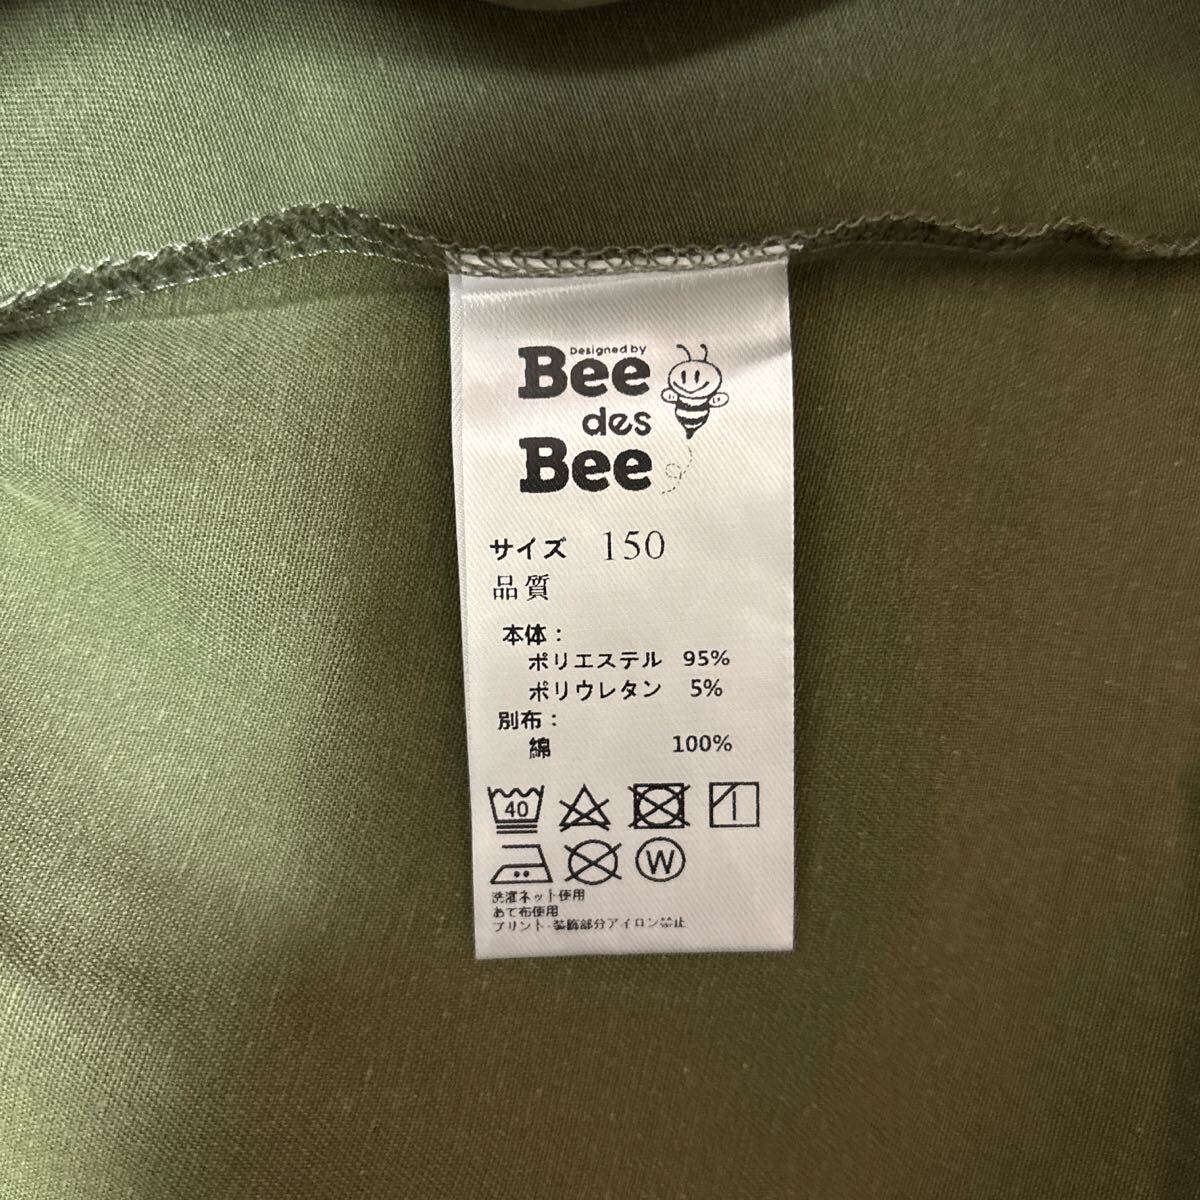 Designed by
Bee
des
Bee
サイズ 150
品質
本体：
ポリエステル 95%
ポリウレタン 5%
別布：
綿 100%
40
W
洗濯ネット使用
あて布使用
プリント・装飾部分アイロン禁止